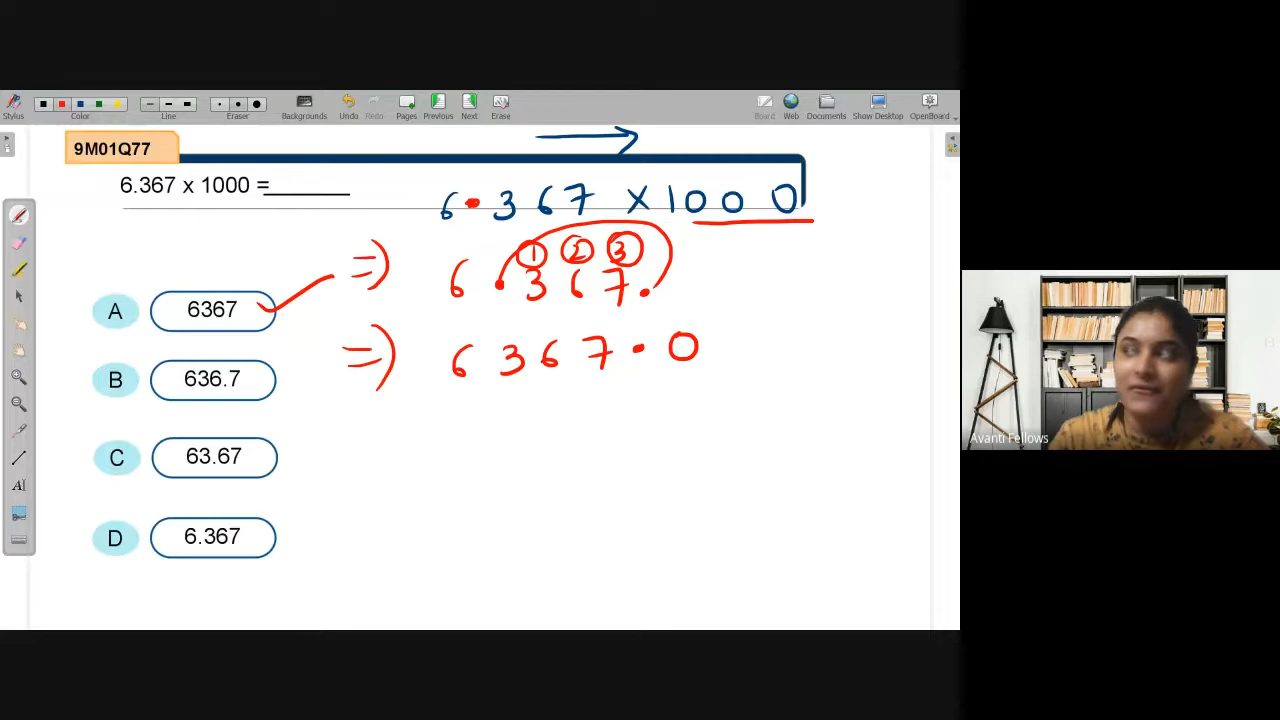 Stylus Color Line Eraser Backgrounds Undo Redo Pages Previous Next Erase Board Web Documents Show Desktop OpenBoard
9M01Q77
6.367 x 1000 =______
6.367 x 1000
1 2 3
⇒ 6.367.
⇒ 6367.0
A 6367
B 636.7
C 63.67
D 6.367
Avanti Fellows